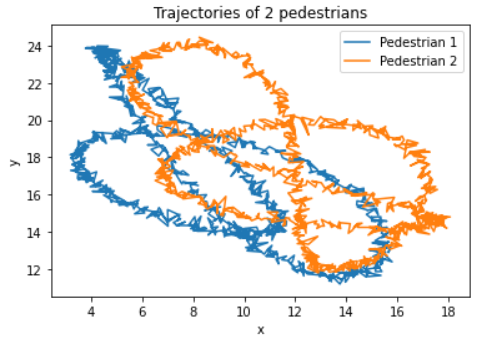 Trajectories of 2 pedestrians
Pedestrian 1
Pedestrian 2
24
22
20
18
16
14
12
y
4 6 8 10 12 14 16 18
x